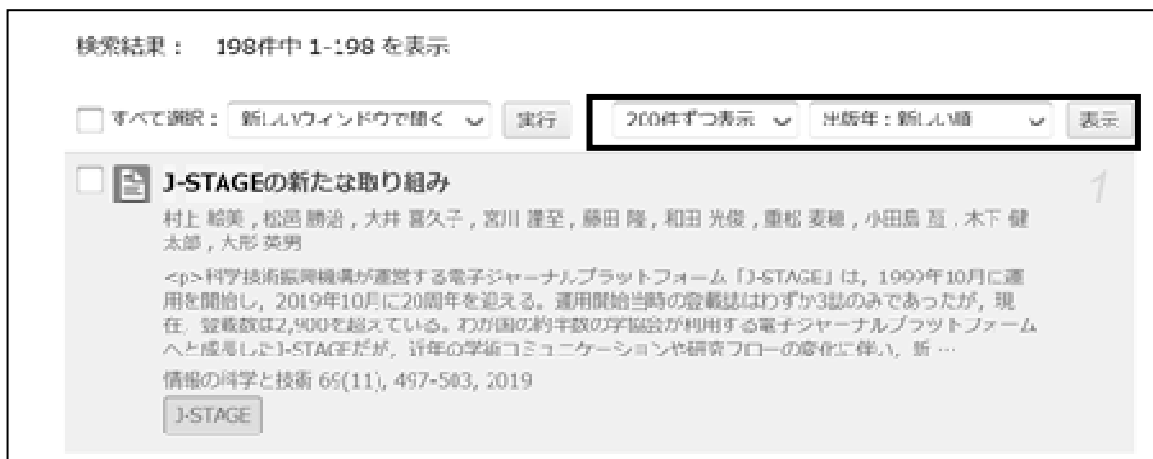 検索結果： 198件中 1-198 を表示
すべて選択： 新しいウィンドウで開く 実行 200件ずつ表示 出版年：新しい順 表示
J-STAGEの新たな取り組み 1
村上 , 松邑 勝治 , 大井 喜久子 , 宮川 謹至 , 藤田 隆 , 和田 光俊 , 重松 麦穂 , 小田島 亙 , 木下 健
太郎 , 大形 英男
<p>科学技術振興機構が運営する電子ジャーナルプラットフォーム「J-STAGE」は，1999年10月に運
用を開始し，2019年10月に20周年を迎える。運用開始当時の登載誌はわずか3誌のみであったが，現
在，登載数は2,900を超えている。わが国の約半数の学協会が利用する電子ジャーナルプラットフォーム
へと成長したJ-STAGEだが，近年の学術コミュニケーションや研究フローの変化に伴い，新 …
情報の科学と技術 69(11), 497-503, 2019
J-STAGE